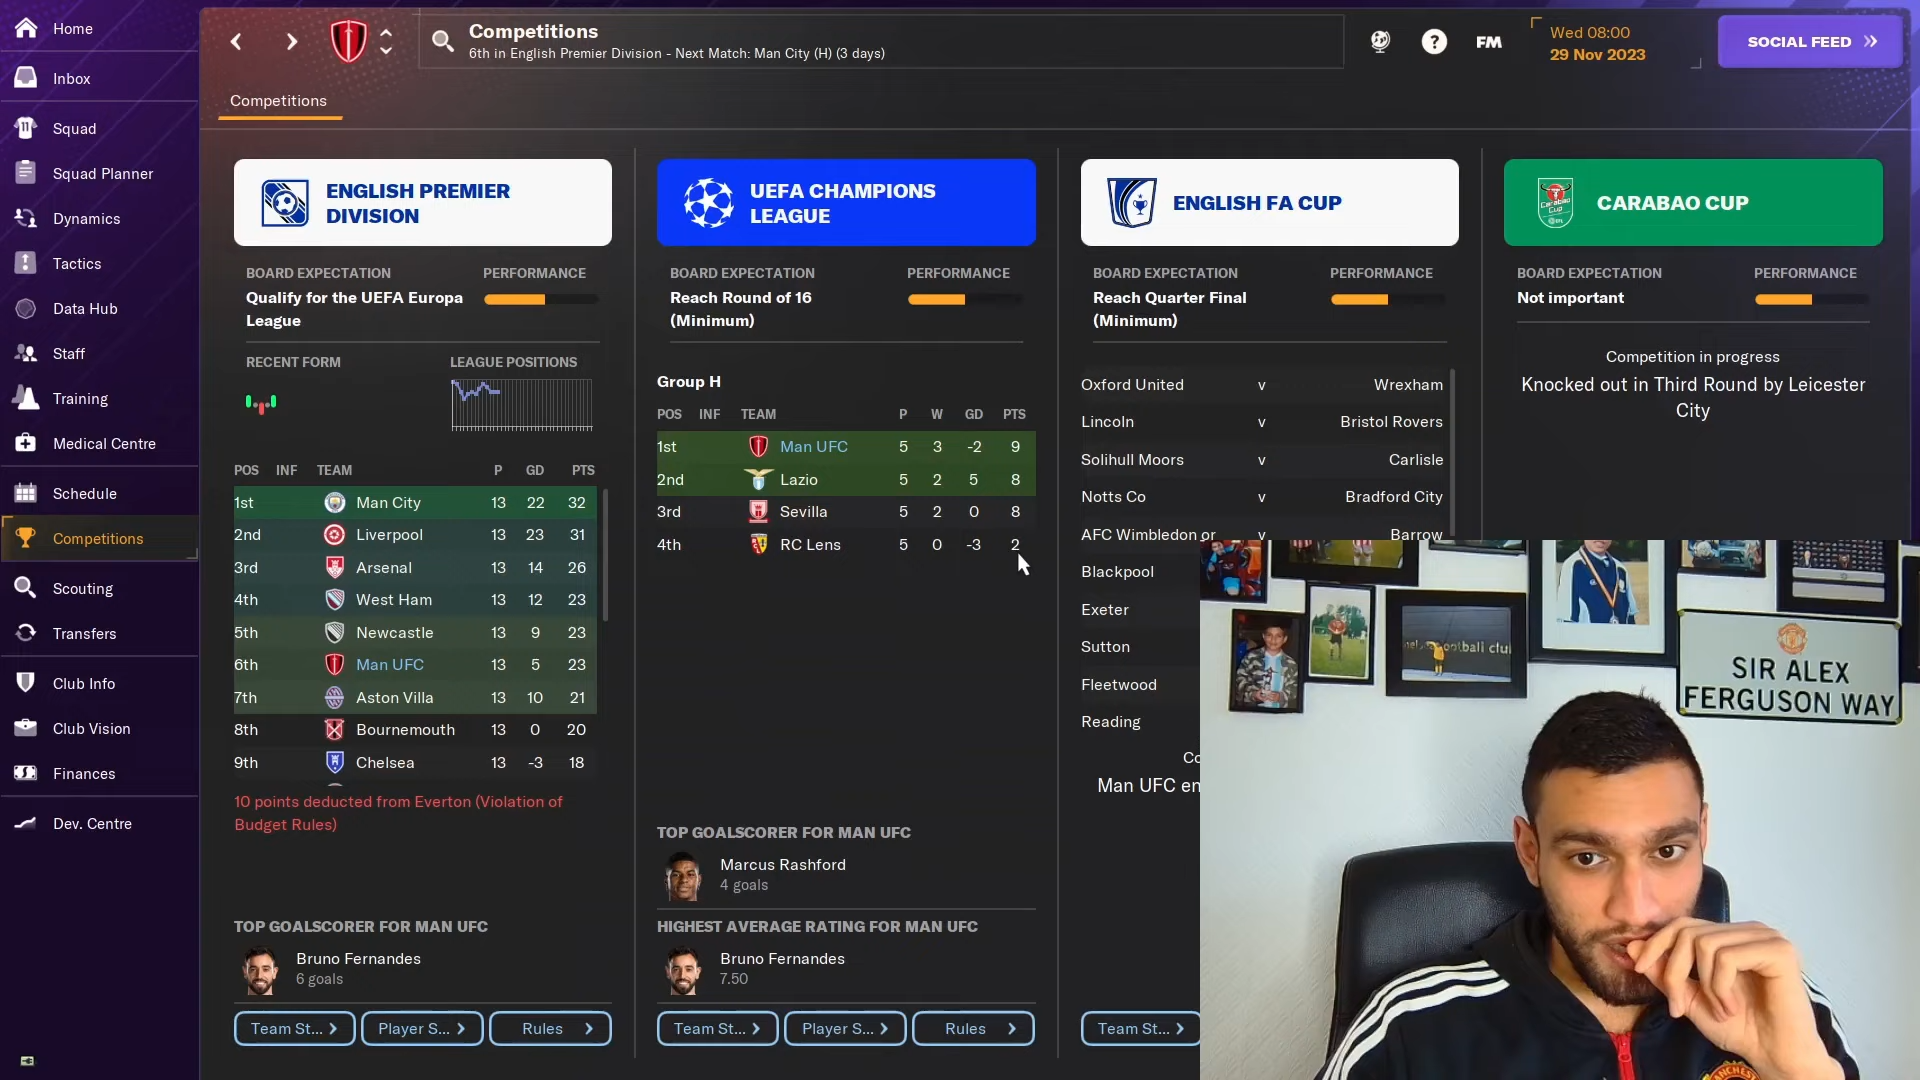 Home
Inbox
Squad
Squad Planner
Dynamics
Tactics
Data Hub
Staff
Training
Medical Centre
Schedule
Competitions
Scouting
Transfers
Club Info
Club Vision
Finances
Dev. Centre
Competitions
6th in English Premier Division - Next Match: Man City (H) (3 days)
FM
Wed 08:00
29 Nov 2023
SOCIAL FEED
Competitions
ENGLISH PREMIER
DIVISION
BOARD EXPECTATION PERFORMANCE
Qualify for the UEFA Europa
League
RECENT FORM LEAGUE POSITIONS
POS INF TEAM P GD PTS
1st Man City 13 22 32
2nd Liverpool 13 23 31
3rd Arsenal 13 14 26
4th West Ham 13 12 23
5th Newcastle 13 9 23
6th Man UFC 13 5 23
7th Aston Villa 13 10 21
8th Bournemouth 13 0 20
9th Chelsea 13 -3 18
10 points deducted from Everton (Violation of
Budget Rules)
TOP GOALSCORER FOR MAN UFC
Bruno Fernandes
6 goals
Team St... Player S... Rules
UEFA CHAMPIONS
LEAGUE
BOARD EXPECTATION PERFORMANCE
Reach Round of 16
(Minimum)
Group H
POS INF TEAM P W GD PTS
1st Man UFC 5 3 -2 9
2nd Lazio 5 2 5 8
3rd Sevilla 5 2 0 8
4th RC Lens 5 0 -3 2
TOP GOALSCORER FOR MAN UFC
Marcus Rashford
4 goals
HIGHEST AVERAGE RATING FOR MAN UFC
Bruno Fernandes
7.50
Team St... Player S... Rules
ENGLISH FA CUP
BOARD EXPECTATION PERFORMANCE
Reach Quarter Final
(Minimum)
Oxford United v Wrexham
Lincoln v Bristol Rovers
Solihull Moors v Carlisle
Notts Co v Bradford City
AFC Wimbledon or v Barrow
Blackpool
Exeter
Sutton
Fleetwood
Reading
Co
Man UFC en
Team St...
Carabao
Cup
CARABAO CUP
BOARD EXPECTATION PERFORMANCE
Not important
Competition in progress
Knocked out in Third Round by Leicester
City
SIR ALEX
FERGUSON WAY